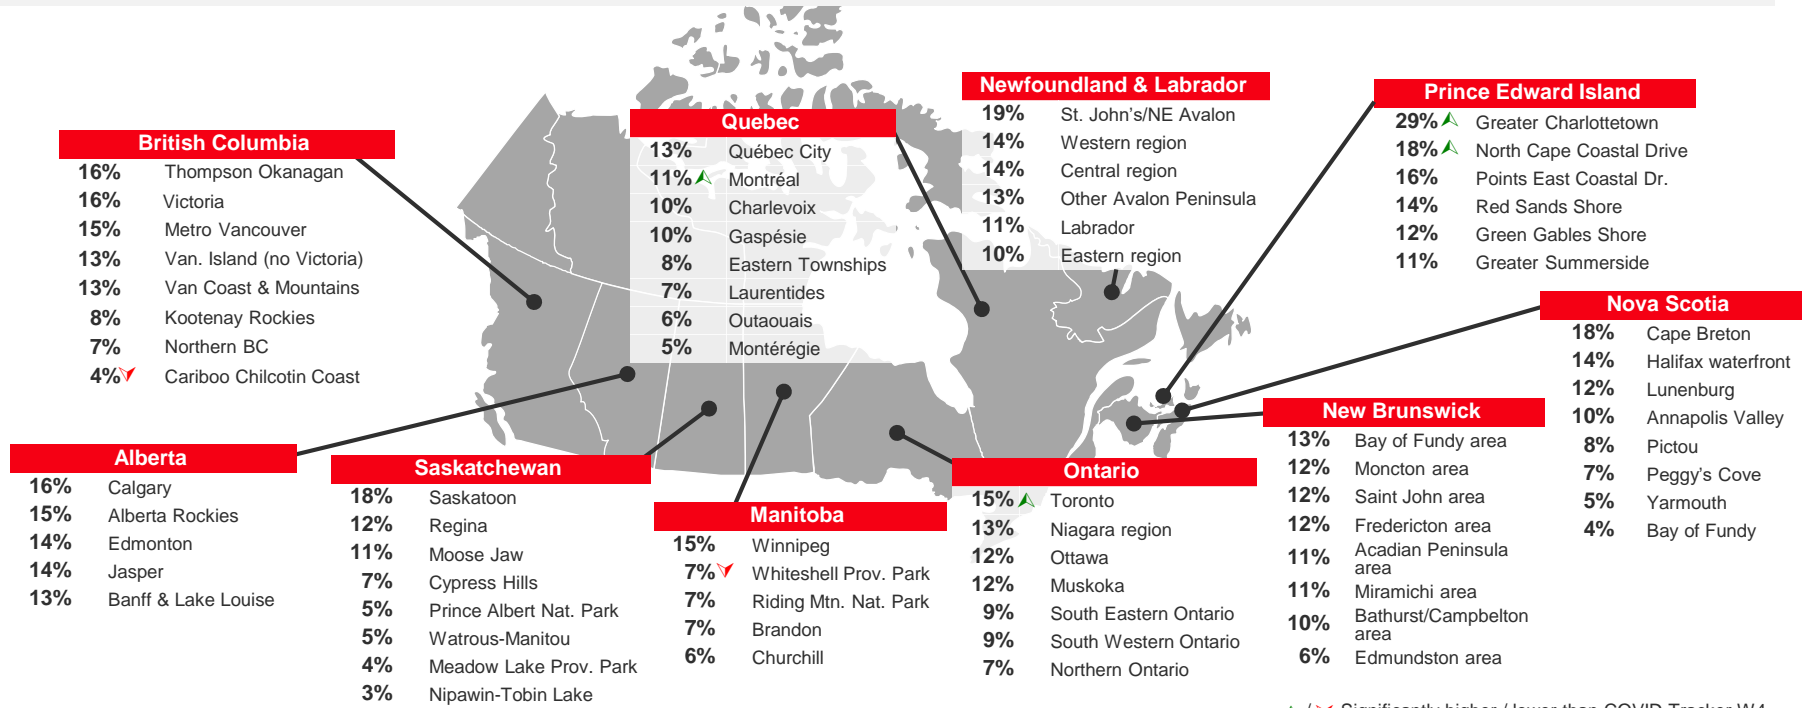 British Columbia
16% Thompson Okanagan
16% Victoria
15% Metro Vancouver
13% Van. Island (no Victoria)
13% Van Coast & Mountains
8% Kootenay Rockies
7% Northern BC
4% Cariboo Chilcotin Coast
Alberta
16% Calgary
15% Alberta Rockies
14% Edmonton
14% Jasper
13% Banff & Lake Louise
Saskatchewan
18% Saskatoon
12% Regina
11% Moose Jaw
7% Cypress Hills
5% Prince Albert Nat. Park
5% Watrous-Manitou
4% Meadow Lake Prov. Park
3% Nipawin-Tobin Lake
Manitoba
15% Winnipeg
7% Whiteshell Prov. Park
7% Riding Mtn. Nat. Park
7% Brandon
6% Churchill
Quebec
13% Québec City
11% Montréal
10% Charlevoix
10% Gaspésie
8% Eastern Townships
7% Laurentides
6% Outaouais
5% Montérégie
Ontario
15% Toronto
13% Niagara region
12% Ottawa
12% Muskoka
9% South Eastern Ontario
9% South Western Ontario
7% Northern Ontario
Newfoundland & Labrador
19% St. John's/NE Avalon
14% Western region
14% Central region
13% Other Avalon Peninsula
11% Labrador
10% Eastern region
Prince Edward Island
29% Greater Charlottetown
18% North Cape Coastal Drive
16% Points East Coastal Dr.
14% Red Sands Shore
12% Green Gables Shore
11% Greater Summerside
New Brunswick
13% Bay of Fundy area
12% Moncton area
12% Saint John area
12% Fredericton area
11% Acadian Peninsula
area
11% Miramichi area
10% Bathurst/Campbelton
area
6% Edmundston area
Nova Scotia
18% Cape Breton
14% Halifax waterfront
12% Lunenburg
10% Annapolis Valley
8% Pictou
7% Peggy's Cove
5% Yarmouth
4% Bay of Fundy
/ Significantly higher / lower than COVID Tracker W4